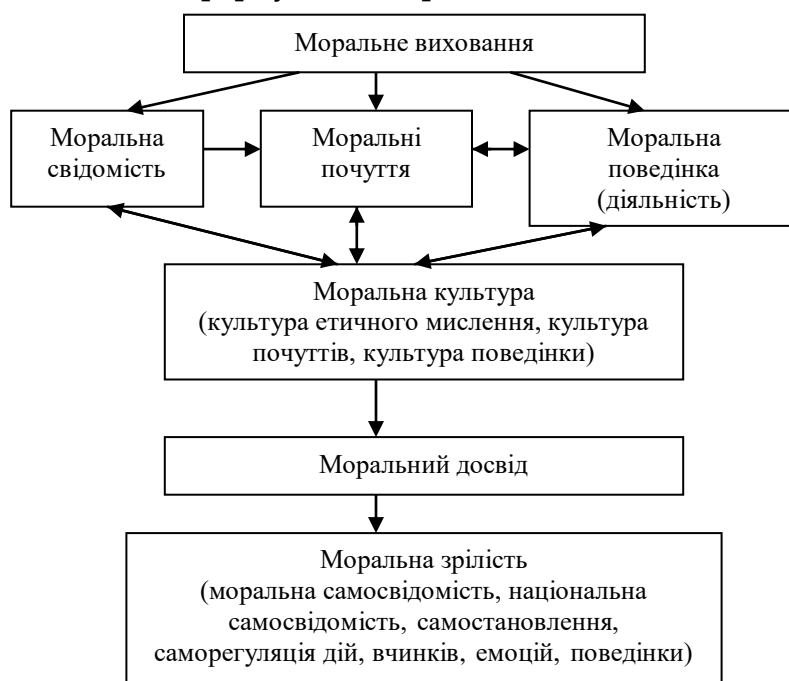 Моральне виховання
Моральна
свідомість
Моральні
почуття
Моральна
поведінка
(діяльність)
Моральна культура
(культура етичного мислення, культура
почуттів, культура поведінки)
Моральний досвід
Моральна зрілість
(моральна самосвідомість, національна
самосвідомість, самостановлення,
саморегуляція дій, вчинків, емоцій, поведінки)